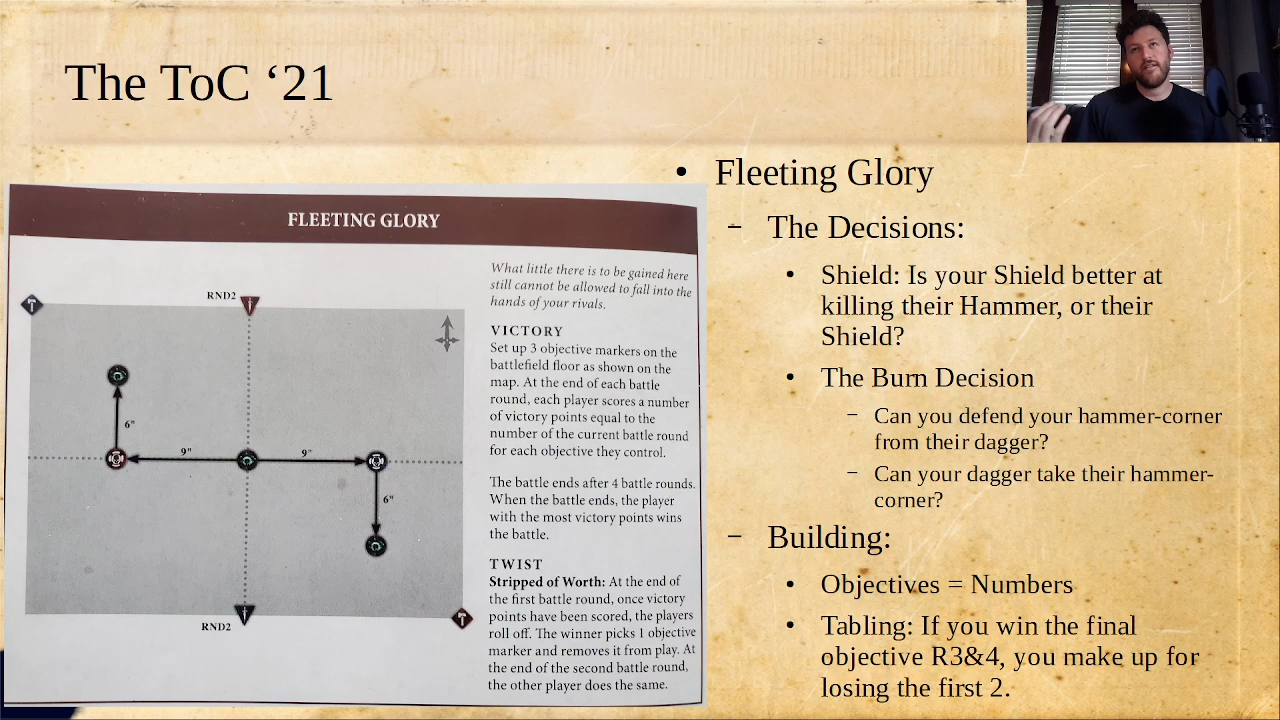 The ToC ‘21
FLEETING GLORY
RND2
6"
9"
9"
6"
RND2
What little there is to be gained here
still cannot be allowed to fall into the
hands of your rivals.
VICTORY
Set up 3 objective markers on the
battlefield floor as shown on the
map. At the end of each battle
round, each player scores a number
of victory points equal to the
number of the current battle round
for each objective they control.
The battle ends after 4 battle rounds.
When the battle ends, the player
with the most victory points wins
the battle.
TWIST
Stripped of Worth: At the end of
the first battle round, once victory
points have been scored, the players
roll off. The winner picks 1 objective
marker and removes it from play. At
the end of the second battle round,
the other player does the same.
• Fleeting Glory
– The Decisions:
• Shield: Is your Shield better at
killing their Hammer, or their
Shield?
• The Burn Decision
– Can you defend your hammer-corner
from their dagger?
– Can your dagger take their hammer-
corner?
– Building:
• Objectives = Numbers
• Tabling: If you win the final
objective R3&4, you make up for
losing the first 2.